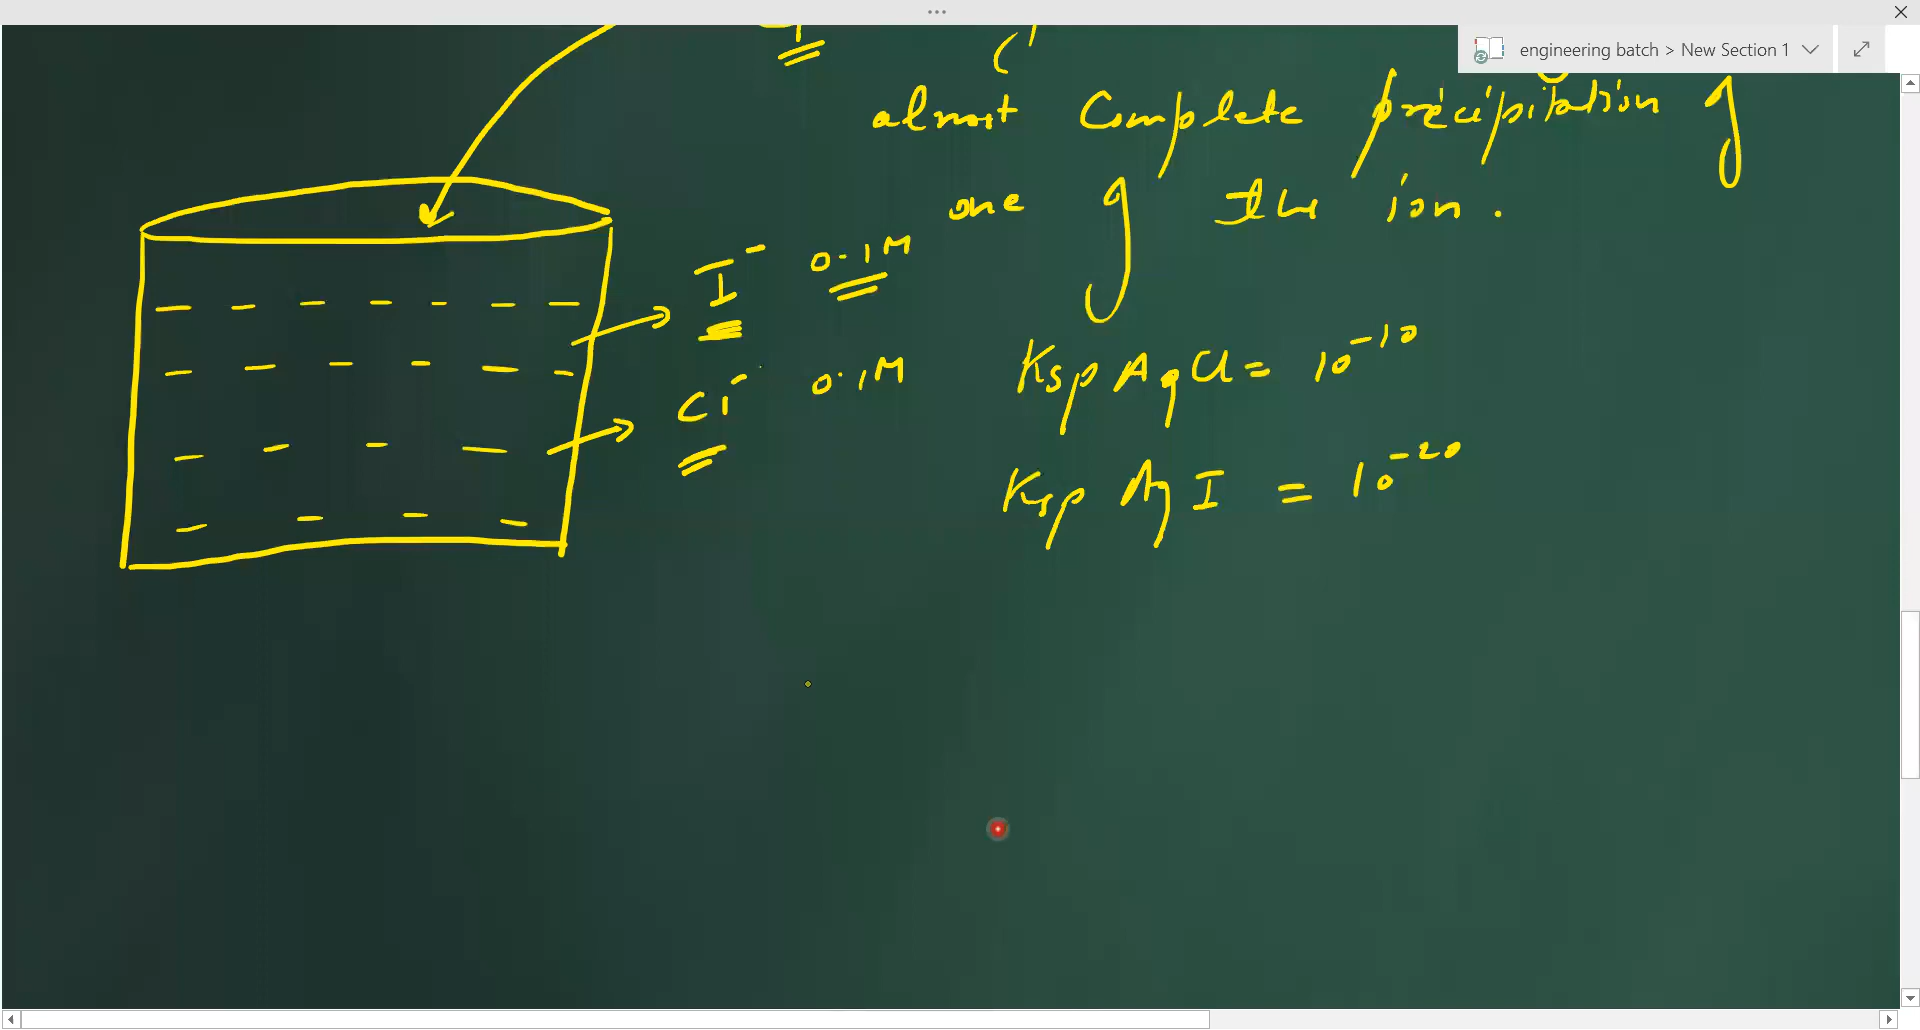 engineering batch > New Section 1
almost Complete precipitation of
one of the ion.
I⁻ 0.1M
Cl⁻ 0.1M
Ksp AgCl = 10⁻¹⁰
Ksp AgI = 10⁻²⁰